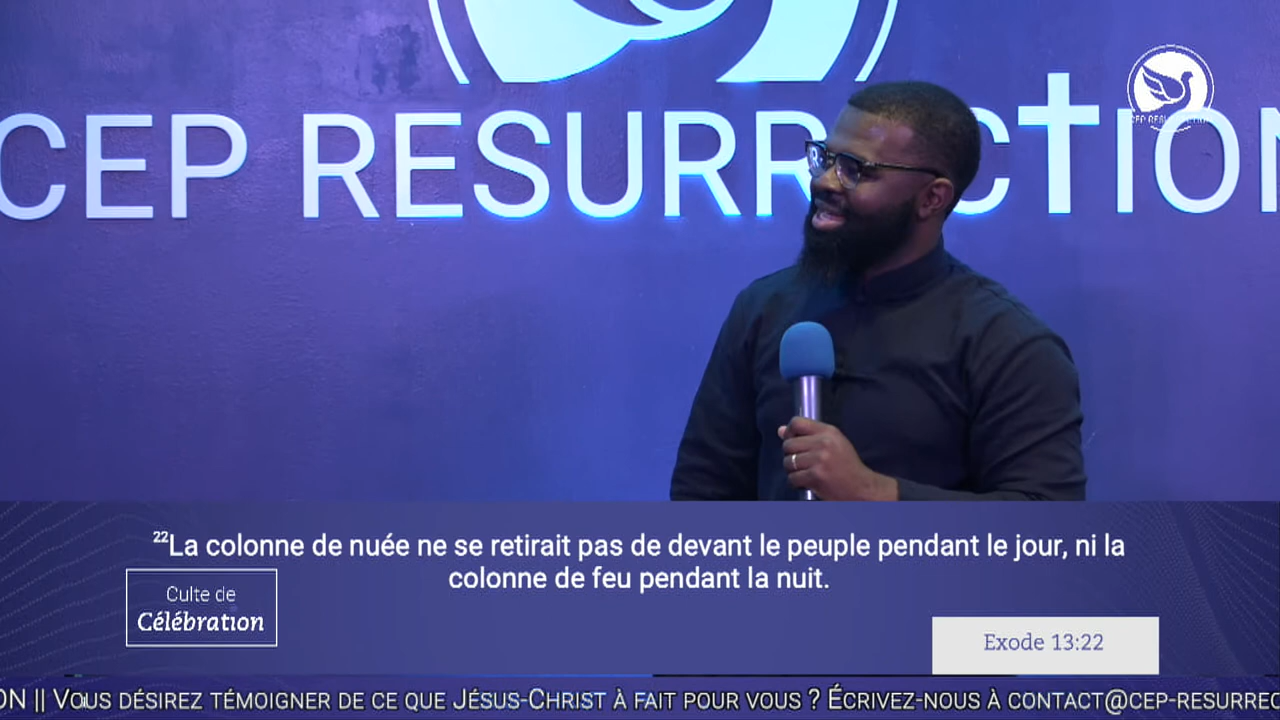 CEP RESURRECTION
CEP RESURRECTION
²²La colonne de nuée ne se retirait pas de devant le peuple pendant le jour, ni la
colonne de feu pendant la nuit.
Culte de
Célébration
Exode 13:22
ON || Vous désirez témoigner de ce que Jésus-Christ à fait pour vous ? Écrivez-nous à contact@cep-resurrec